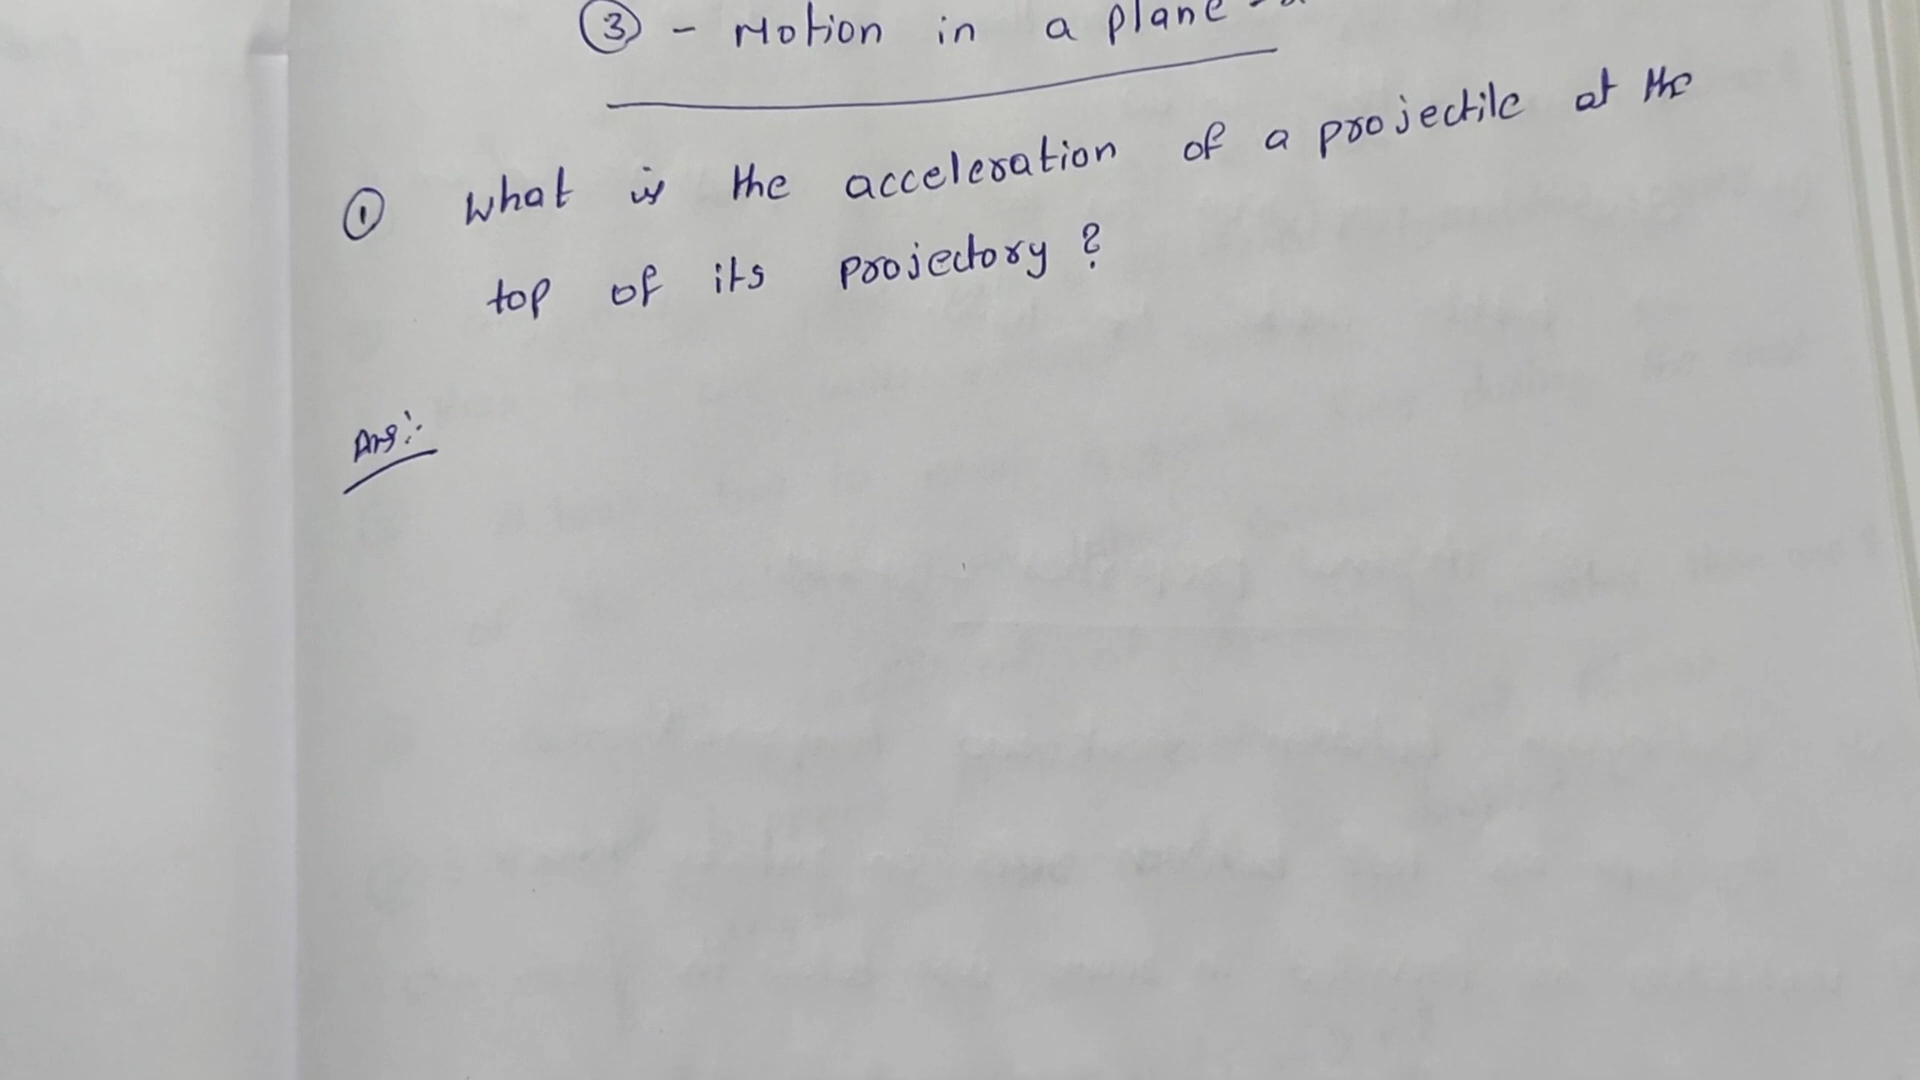 ③ - Motion in a plane
① What is the acceleration of a projectile at the
top of its projectory ?
Ans:-